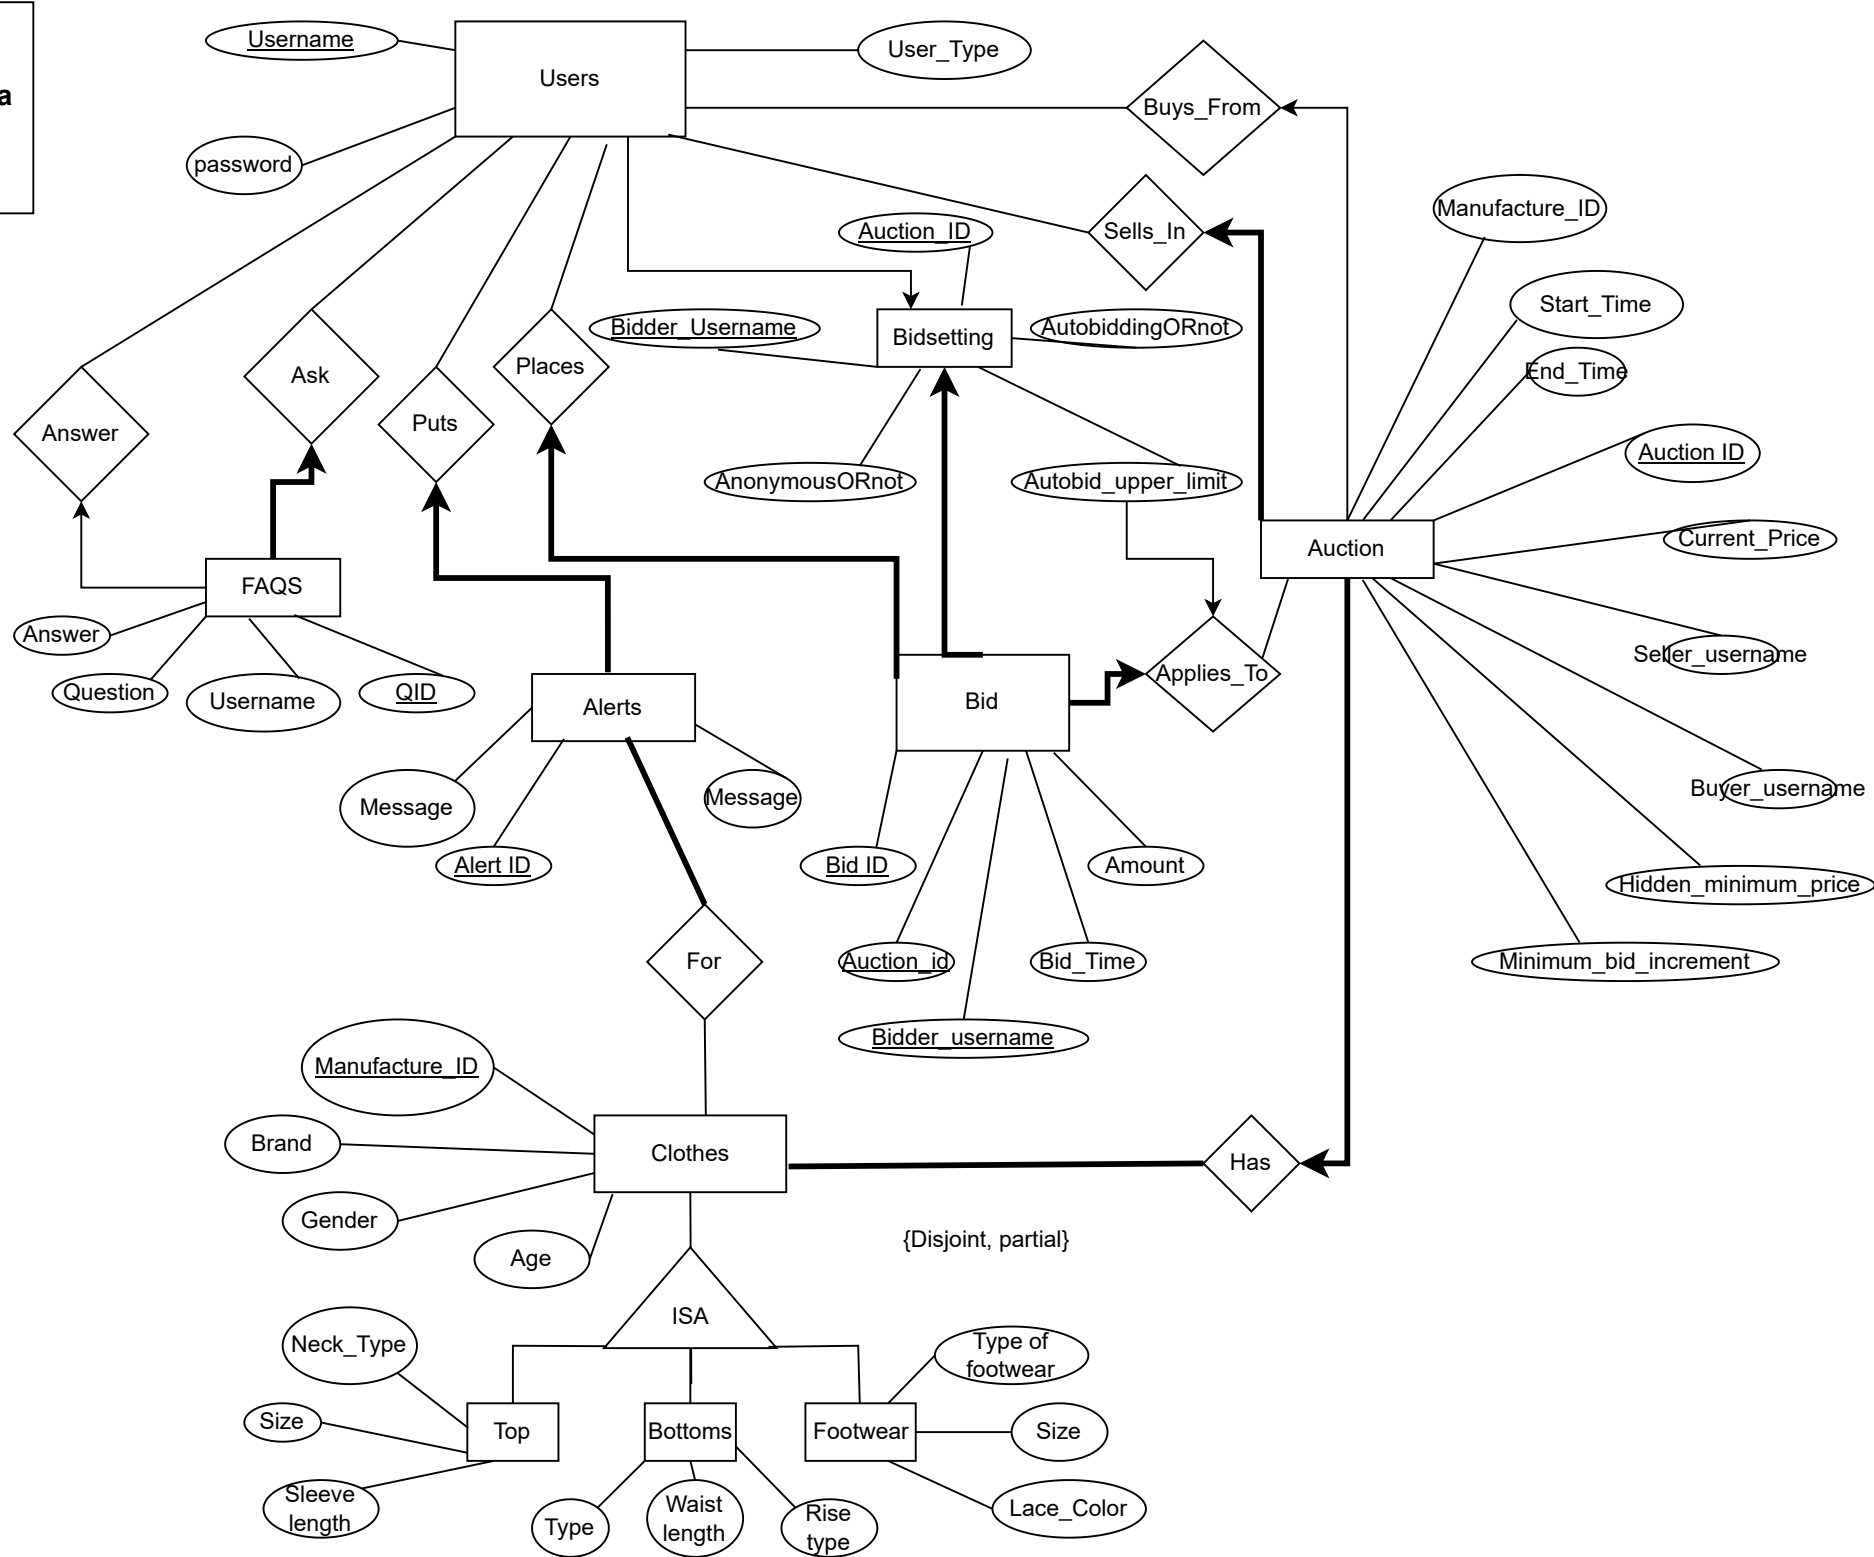 a
Username
Users
User_Type
Buys_From
password
Manufacture_ID
Auction_ID
Sells_In
Start_Time
Bidder_Username
Bidsetting
AutobiddingORnot
End_Time
Places
Ask
Puts
Answer
Auction ID
AnonymousORnot
Autobid_upper_limit
Auction
Current_Price
FAQS
Answer
Seller_username
Question
Username
QID
Alerts
Bid
Applies_To
Message
Message
Buyer_username
Alert ID
Bid ID
Amount
Hidden_minimum_price
For
Auction_id
Bid_Time
Minimum_bid_increment
Bidder_username
Manufacture_ID
Brand
Clothes
Has
Gender
Age
{Disjoint, partial}
ISA
Neck_Type
Type of
footwear
Size
Top
Bottoms
Footwear
Size
Sleeve
length
Type
Waist
length
Rise
type
Lace_Color